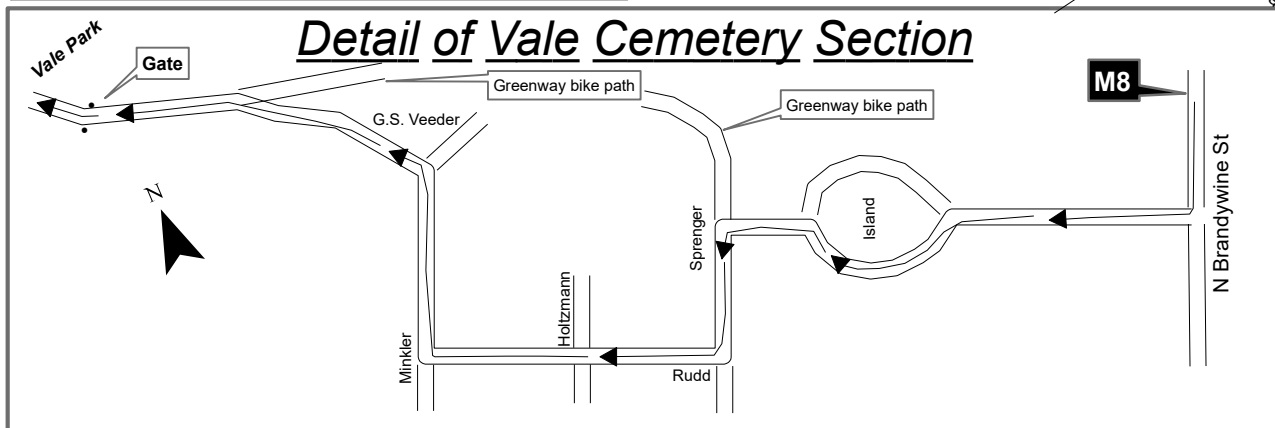 Detail of Vale Cemetery Section
Vale Park
Gate
Greenway bike path
M8
Greenway bike path
G.S. Veeder
N Brandywine St
N
Island
Sprenger
Holtzmann
Minkler
Rudd